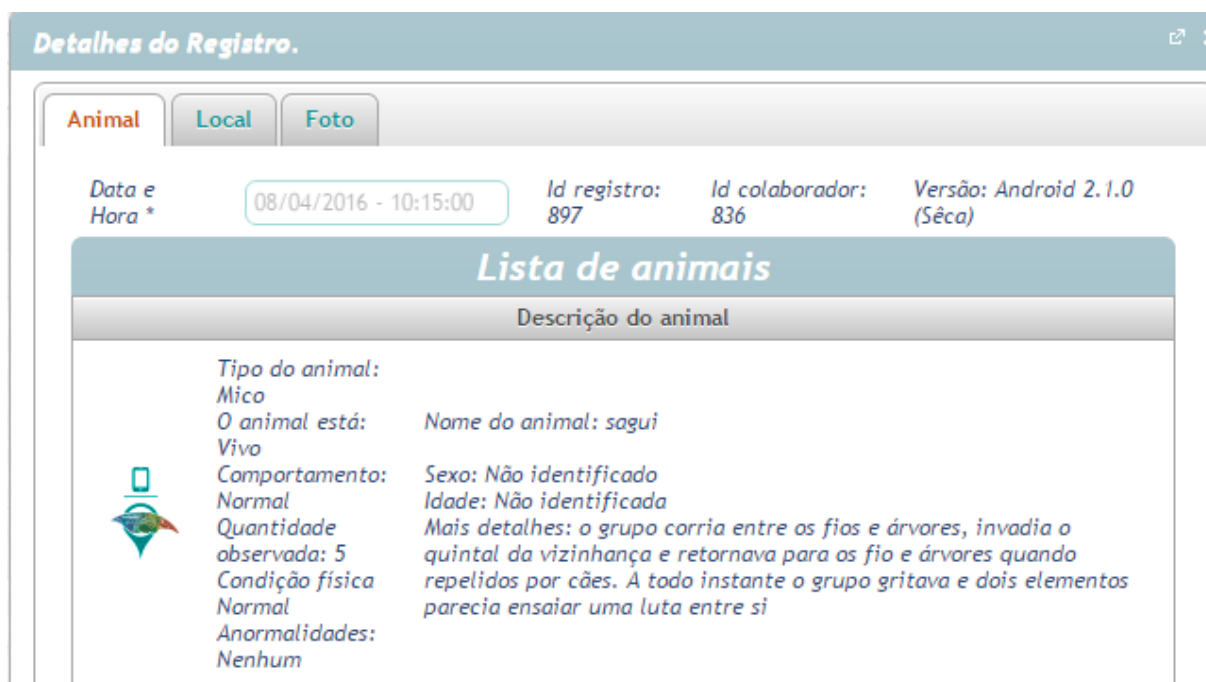 Detalhes do Registro.
Animal Local Foto
Data e
Hora *
08/04/2016 - 10:15:00
Id registro:
897
Id colaborador:
836
Versão: Android 2.1.0
(Sêca)
Lista de animais
Descrição do animal
Tipo do animal:
Mico
O animal está:
Vivo
Comportamento:
Normal
Quantidade
observada: 5
Condição física
Normal
Anormalidades:
Nenhum
Nome do animal: sagui
Sexo: Não identificado
Idade: Não identificada
Mais detalhes: o grupo corria entre os fios e árvores, invadia o
quintal da vizinhança e retornava para os fio e árvores quando
repelidos por cães. A todo instante o grupo gritava e dois elementos
parecia ensaiar uma luta entre si